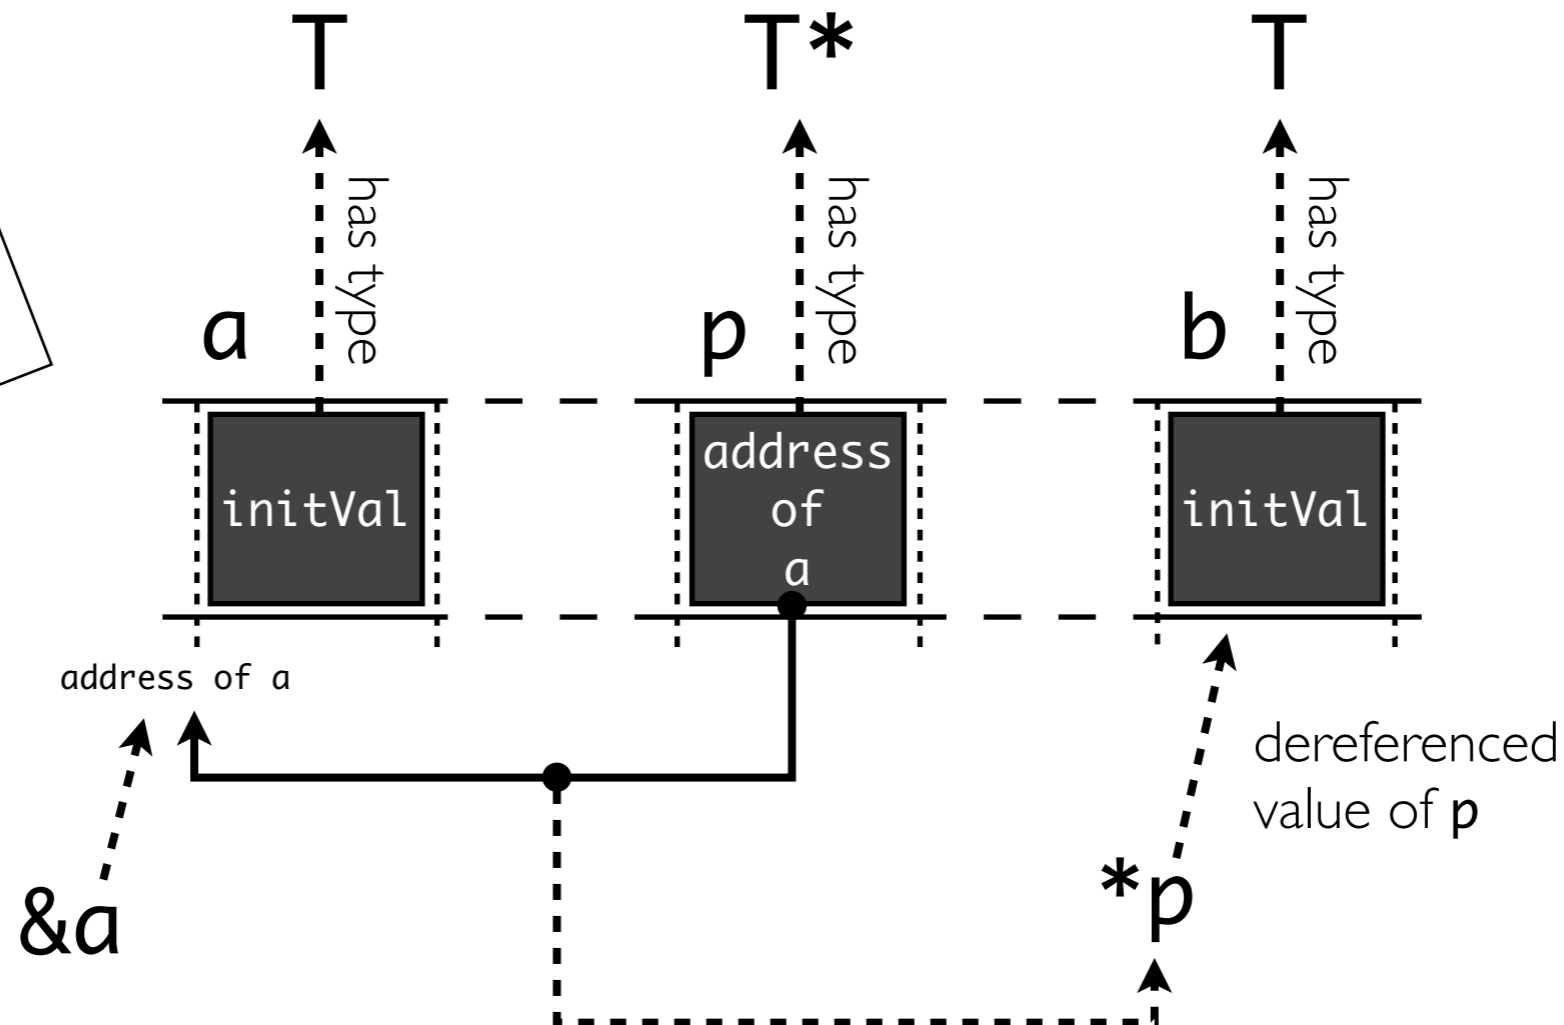 T
T*
T
has type
has type
has type
a
p
b
initVal
address
of
a
initVal
address of a
dereferenced
value of p
*p
&a